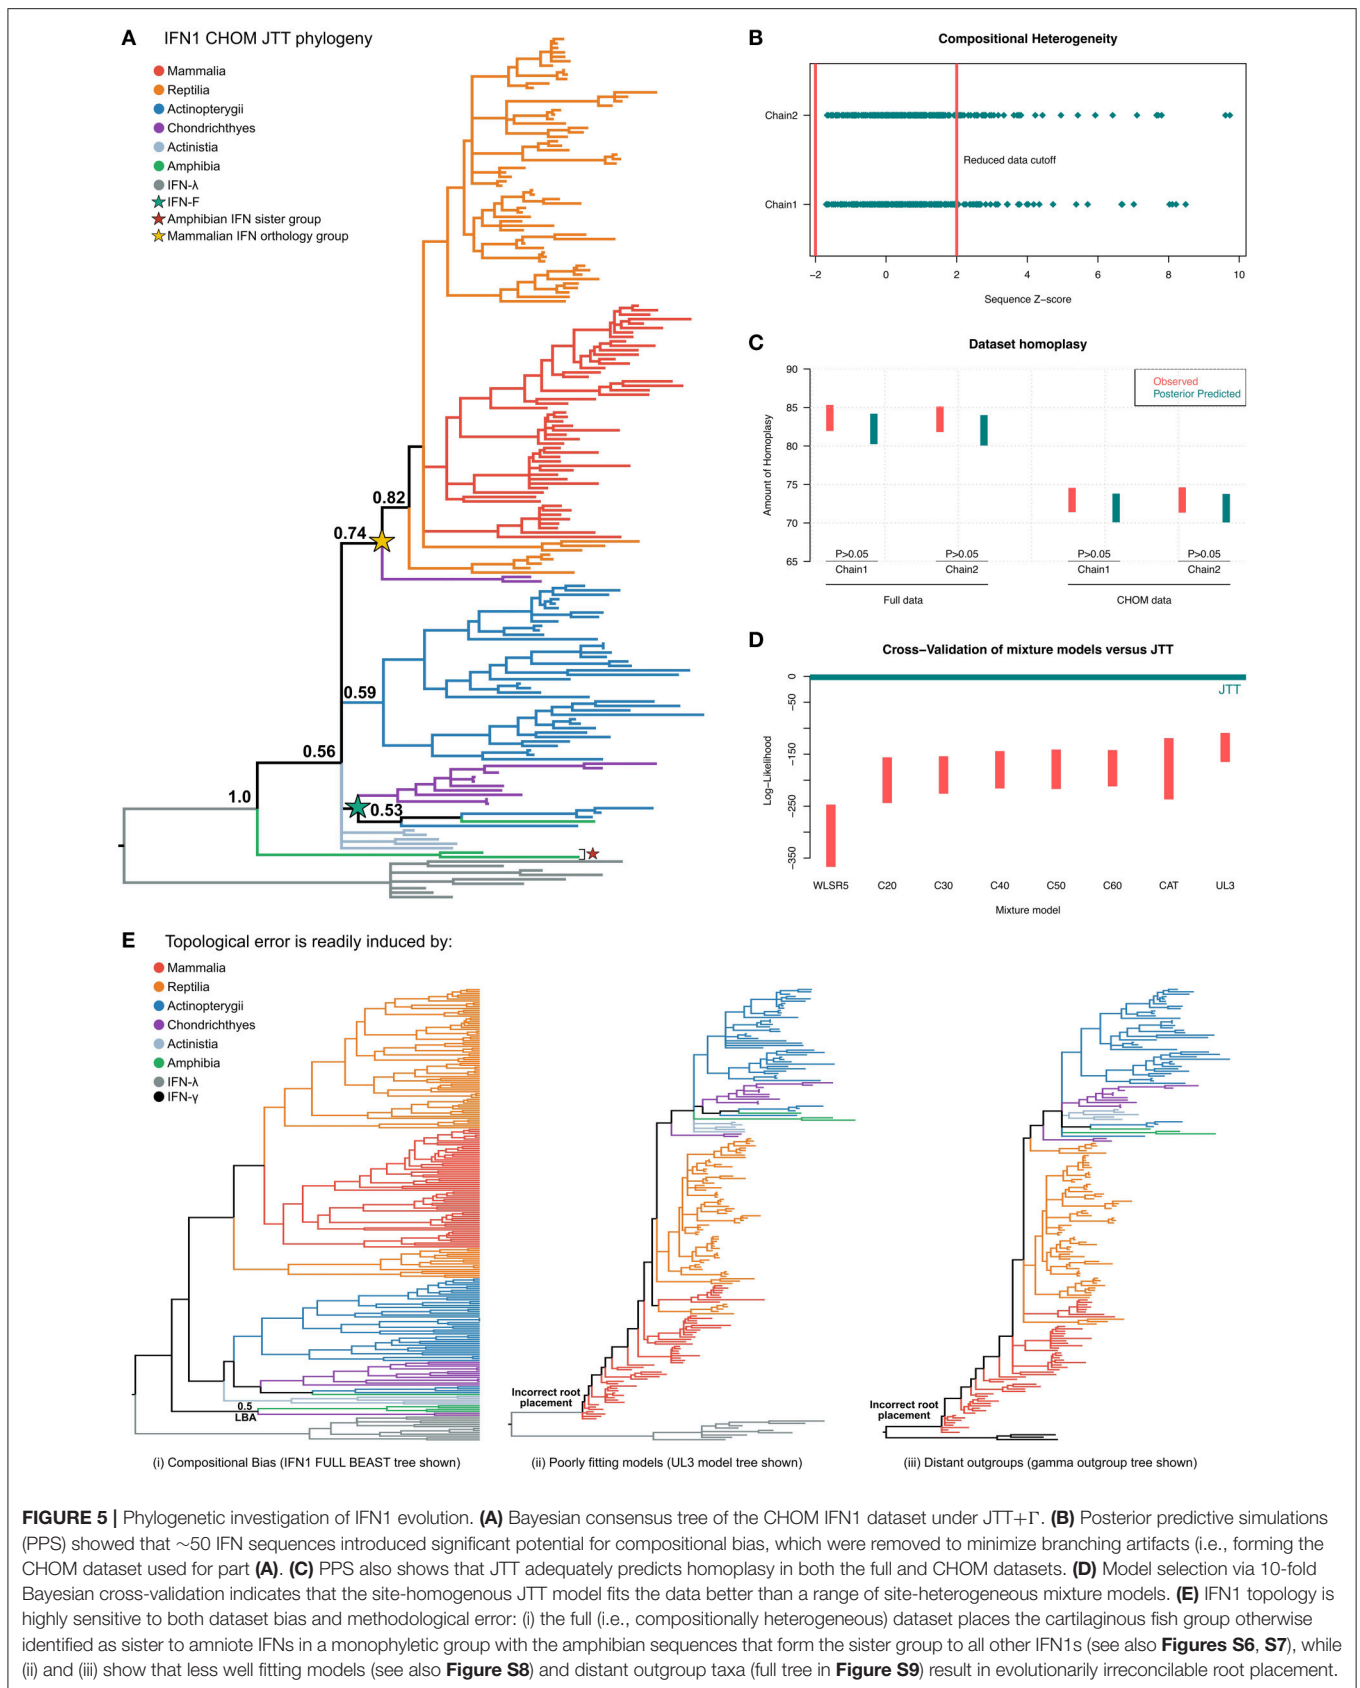 A IFN1 CHOM JTT phylogeny
Mammalia
Reptilia
Actinopterygii
Chondrichthyes
Actinistia
Amphibia
IFN-λ
IFN-F
Amphibian IFN sister group
Mammalian IFN orthology group
0.82
0.74
0.59
0.56
1.0
0.53
B Compositional Heterogeneity
Chain2
Reduced data cutoff
Chain1
−2 0 2 4 6 8 10
Sequence Z−score
C Dataset homoplasy
Amount of Homoplasy
90
85
80
75
70
65
Observed
Posterior Predicted
P>0.05 P>0.05 P>0.05 P>0.05
Chain1 Chain2 Chain1 Chain2
Full data CHOM data
D Cross−Validation of mixture models versus JTT
Log−Likelihood
0
−50
−150
−250
−350
JTT
WLSR5 C20 C30 C40 C50 C60 CAT UL3
Mixture model
E Topological error is readily induced by:
Mammalia
Reptilia
Actinopterygii
Chondrichthyes
Actinistia
Amphibia
IFN-λ
IFN-γ
0.5
LBA
Incorrect root
placement
Incorrect root
placement
(i) Compositional Bias (IFN1 FULL BEAST tree shown)
(ii) Poorly fitting models (UL3 model tree shown)
(iii) Distant outgroups (gamma outgroup tree shown)
FIGURE 5 | Phylogenetic investigation of IFN1 evolution. (A) Bayesian consensus tree of the CHOM IFN1 dataset under JTT+Γ. (B) Posterior predictive simulations
(PPS) showed that ∼50 IFN sequences introduced significant potential for compositional bias, which were removed to minimize branching artifacts (i.e., forming the
CHOM dataset used for part (A). (C) PPS also shows that JTT adequately predicts homoplasy in both the full and CHOM datasets. (D) Model selection via 10-fold
Bayesian cross-validation indicates that the site-homogenous JTT model fits the data better than a range of site-heterogeneous mixture models. (E) IFN1 topology is
highly sensitive to both dataset bias and methodological error: (i) the full (i.e., compositionally heterogeneous) dataset places the cartilaginous fish group otherwise
identified as sister to amniote IFNs in a monophyletic group with the amphibian sequences that form the sister group to all other IFN1s (see also Figures S6, S7), while
(ii) and (iii) show that less well fitting models (see also Figure S8) and distant outgroup taxa (full tree in Figure S9) result in evolutionarily irreconcilable root placement.